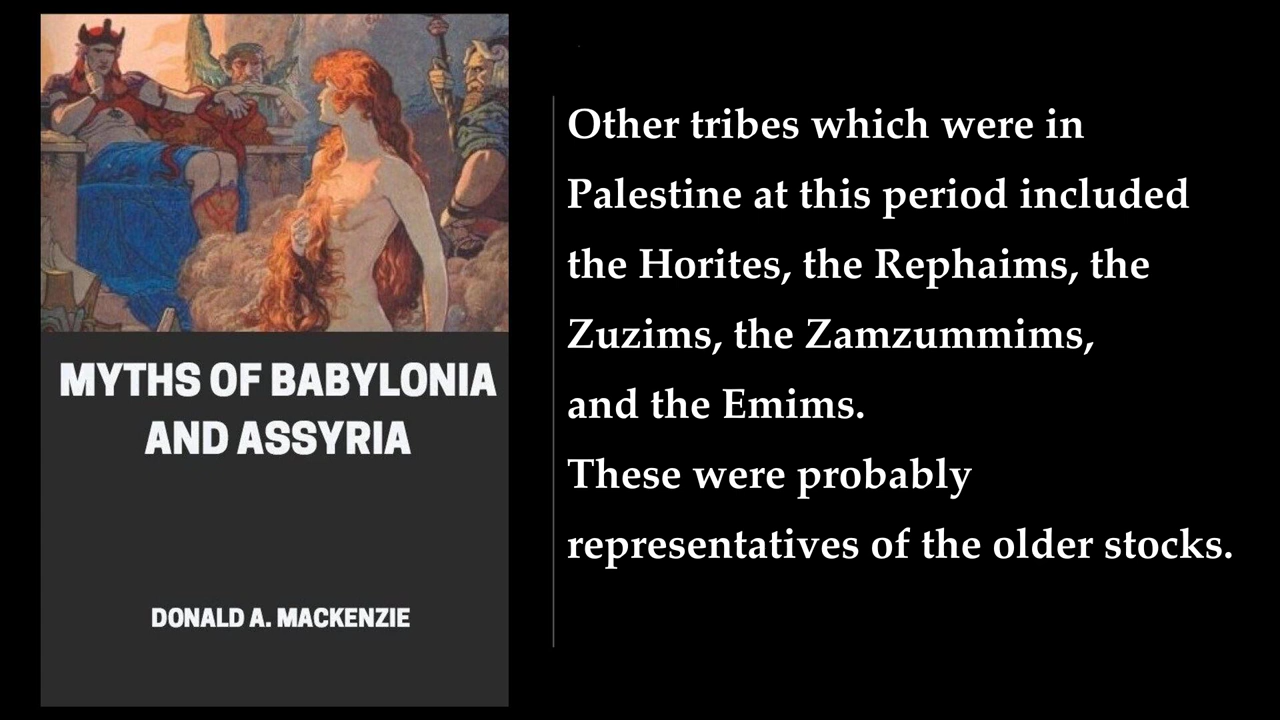 MYTHS OF BABYLONIA
AND ASSYRIA
DONALD A. MACKENZIE
Other tribes which were in
Palestine at this period included
the Horites, the Rephaims, the
Zuzims, the Zamzummims,
and the Emims.
These were probably
representatives of the older stocks.